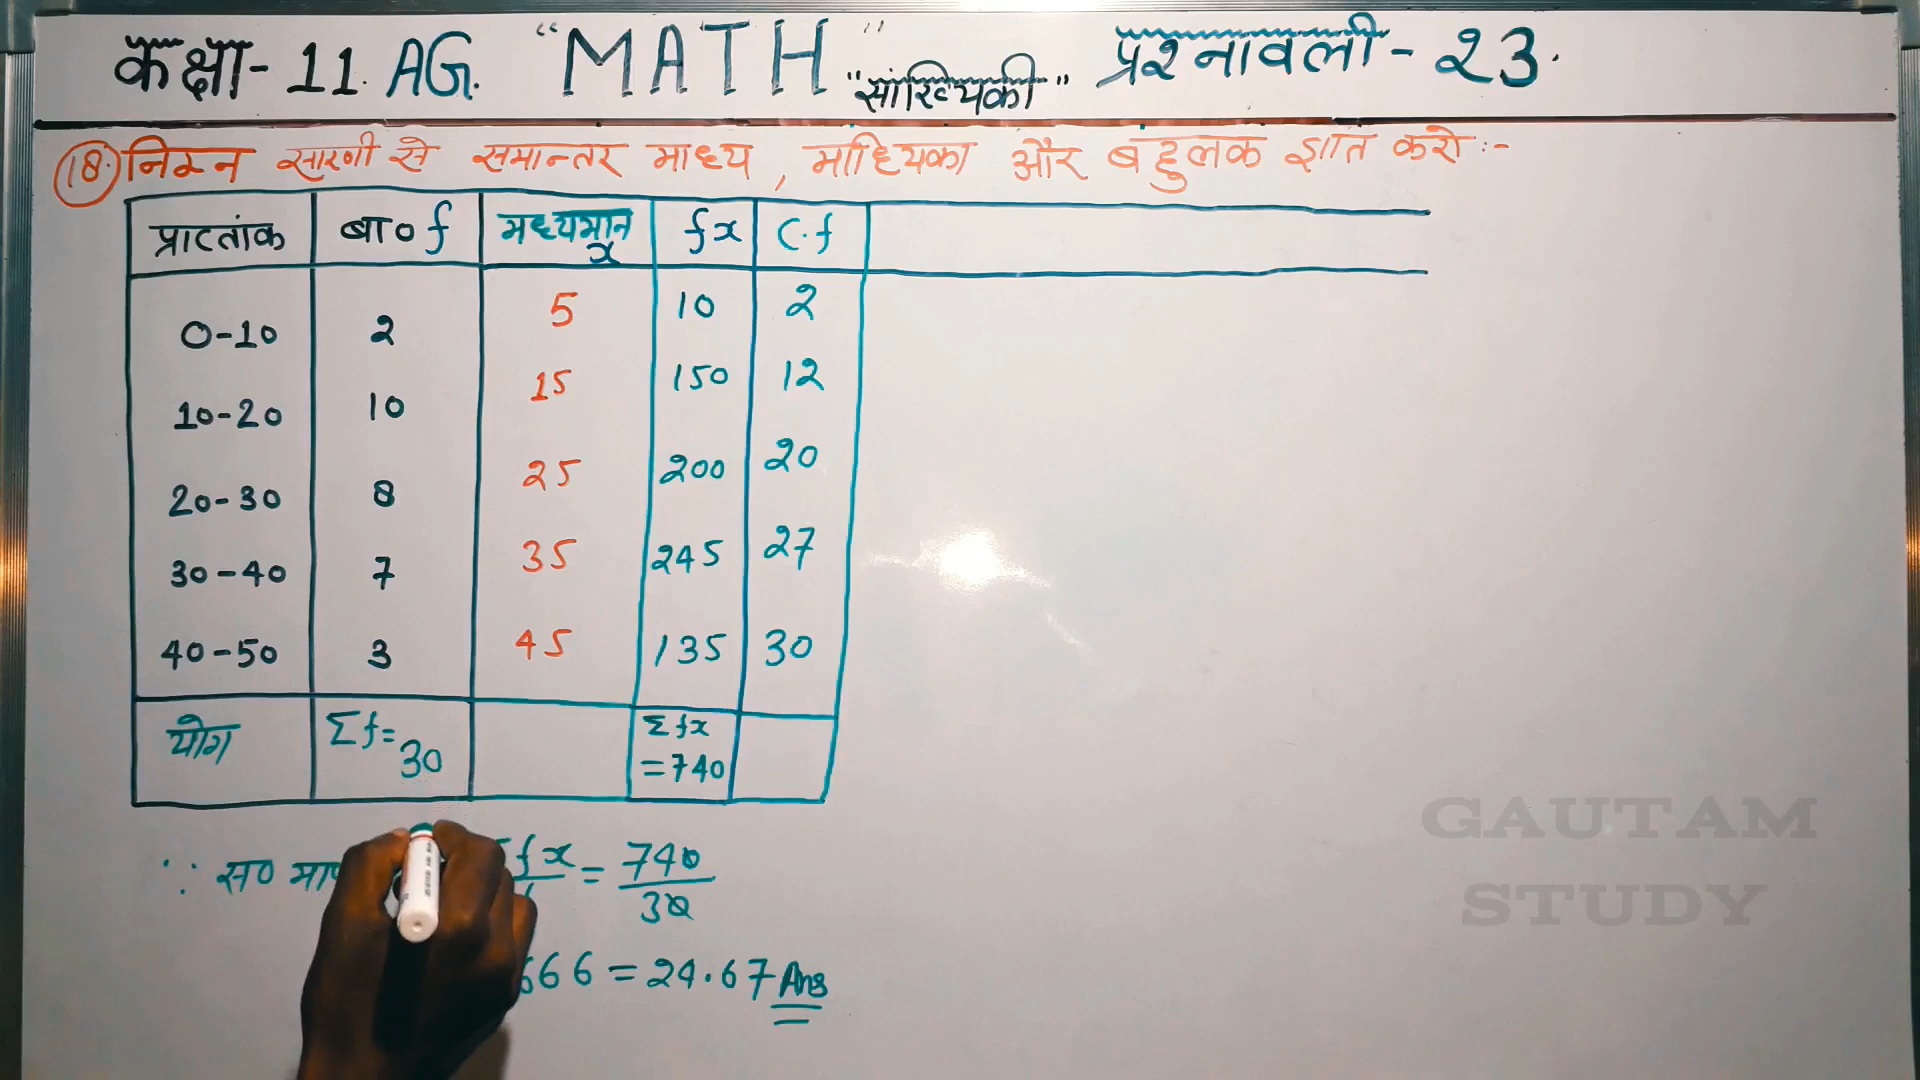 कक्षा- 11. AG. "MATH" "सांख्यिकी" प्रश्नावली - 23.
18. निम्न सारणी से समान्तर माध्य, माध्यिका और बहुलक ज्ञात करो :-
प्राप्तांक बा० f मध्यमान x fx C.f
0-10 2 5 10 2
10-20 10 15 150 12
20-30 8 25 200 20
30-40 7 35 245 27
40-50 3 45 135 30
योग Σf= 30 Σfx =740
∵ स० fx = 740/30
666 = 24.67 Ans
GAUTAM
STUDY